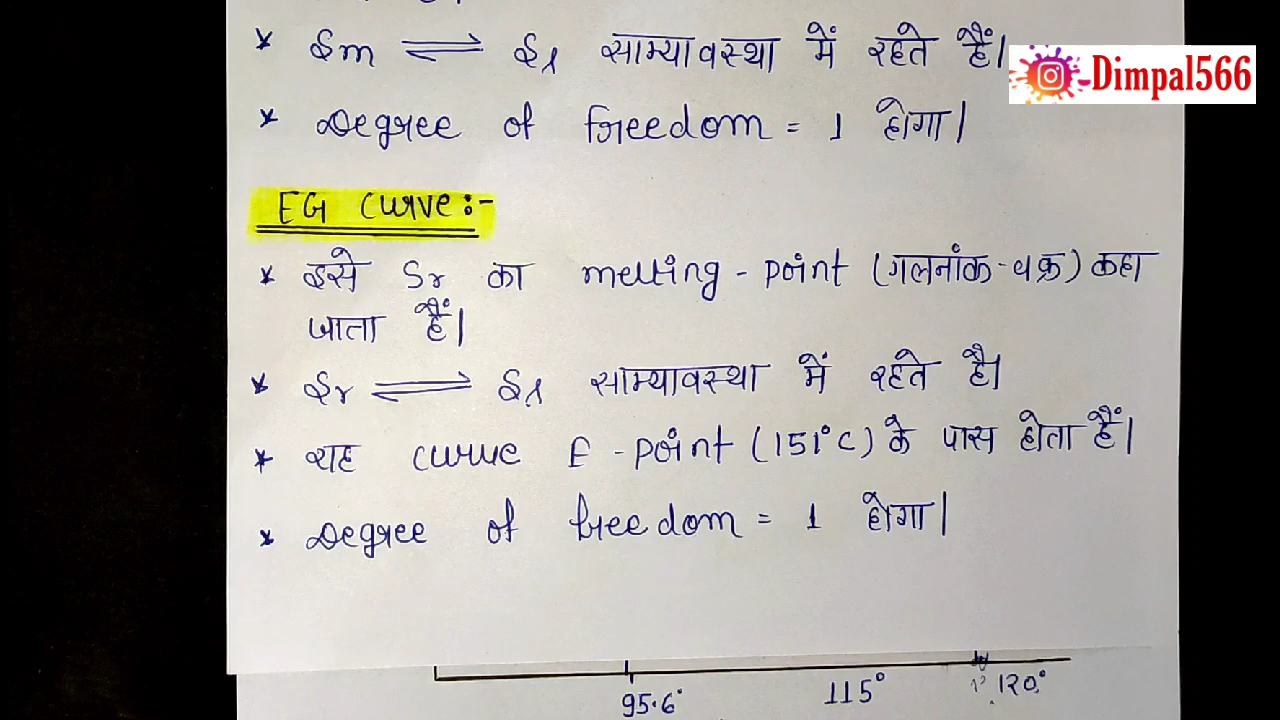 * Sm ⇌ Sl साम्यावस्था में रहते हैं।
-Dimpal566
* Degree of freedom = 1 होगा।
EG Curve:-
* इसे Sr का melting - point (गलनांक-वक्र) कहा
जाता हैं।
* Sr ⇌ Sl साम्यावस्था में रहते है।
* यह curve E - point (151°C) के पास होता हैं।
* Degree of freedom = 1 होगा।
95.6° 115° 120°